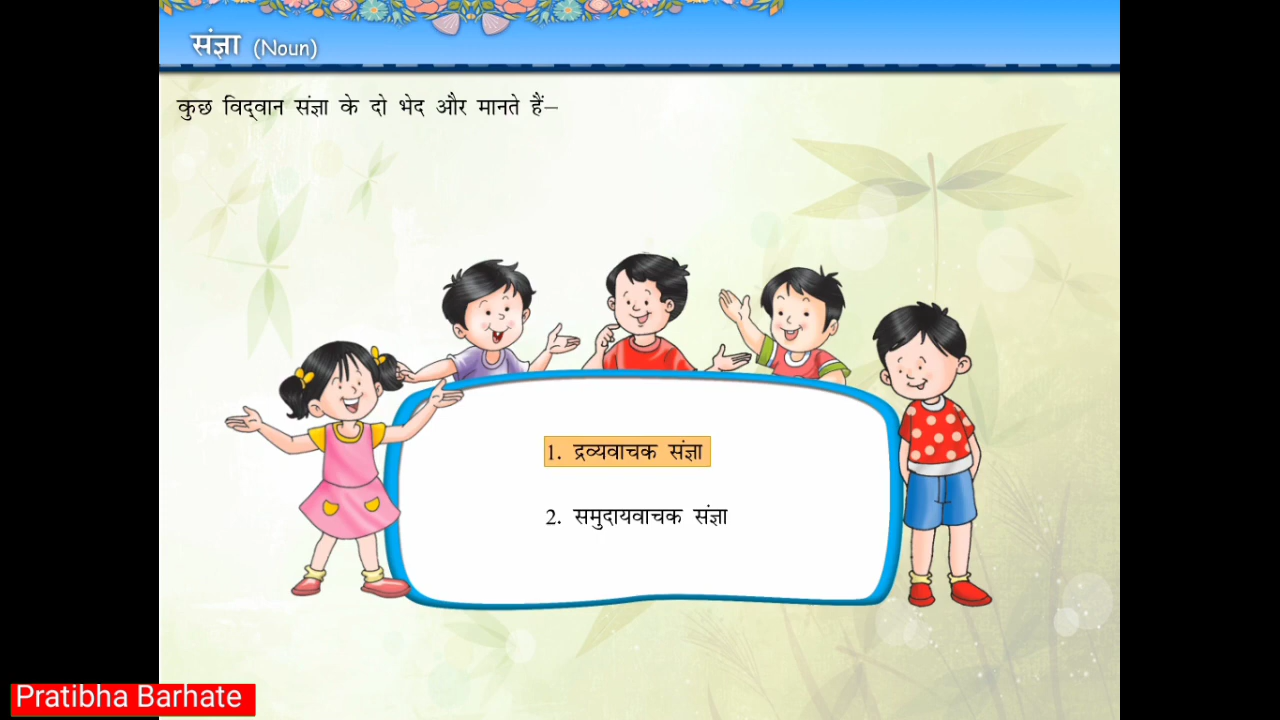 संज्ञा (Noun)
कुछ विद्‌वान संज्ञा के दो भेद और मानते हैं–
1. द्रव्यवाचक संज्ञा
2. समुदायवाचक संज्ञा
Pratibha Barhate